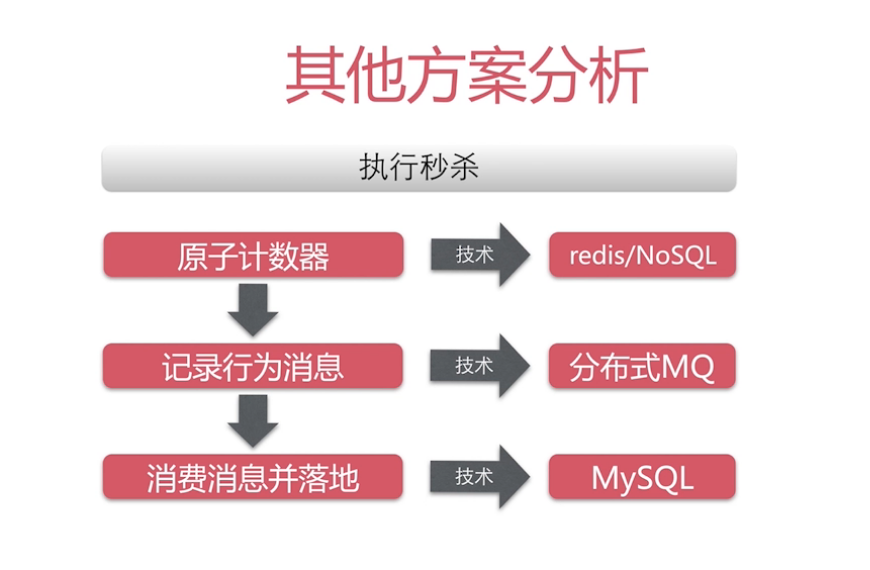 其他方案分析
执行秒杀
原子计数器
技术
redis/NoSQL
记录行为消息
技术
分布式MQ
消费消息并落地
技术
MySQL